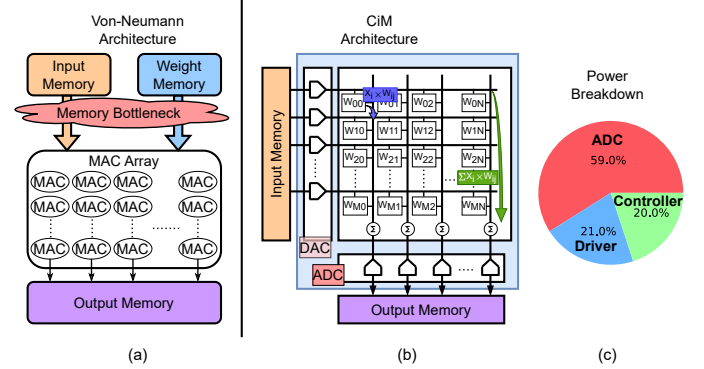 Von-Neumann
Architecture
Input
Memory
Weight
Memory
Memory Bottleneck
MAC Array
MAC MAC MAC MAC
MAC MAC MAC MAC
MAC MAC MAC MAC
Output Memory
(a)
CiM
Architecture
Input Memory
DAC
Xi×Wij
W00 W01 W02 W0N
W10 W11 W12 W1N
W20 W21 W22 W2N
ΣXi×Wij
WM0 WM1 WM2 WMN
Σ Σ Σ Σ
ADC
Output Memory
(b)
Power
Breakdown
ADC
59.0%
Controller
20.0%
21.0%
Driver
(c)